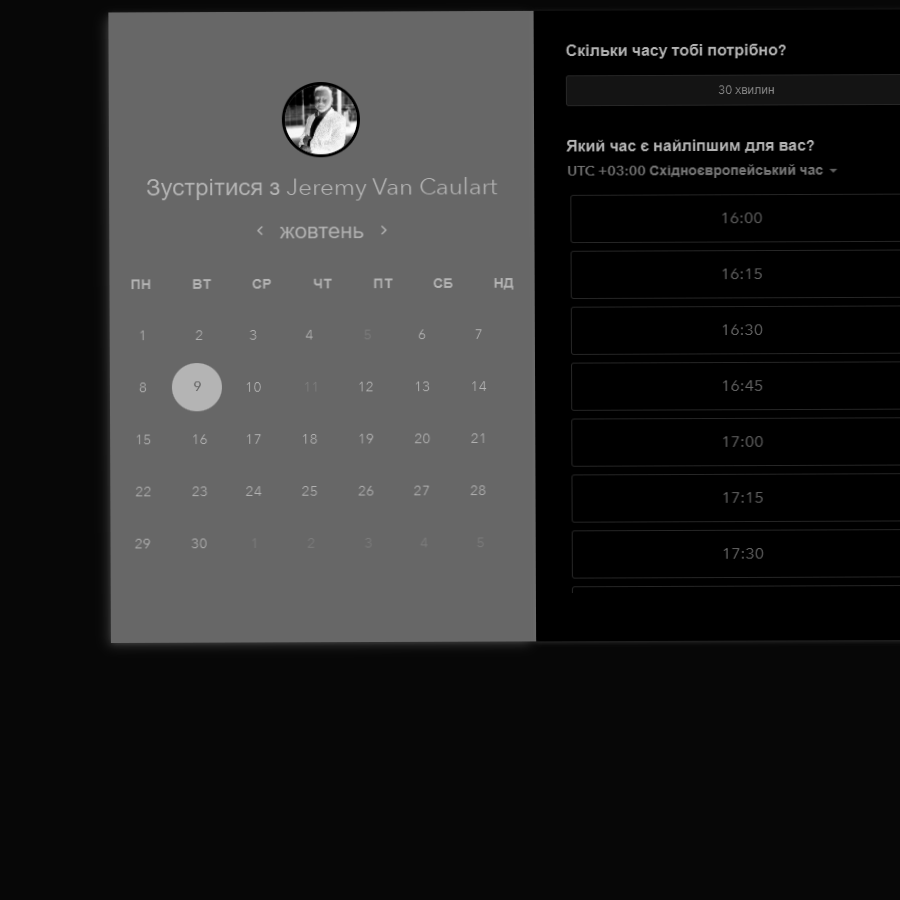 Зустрітися з Jeremy Van Caulart
жовтень
ПН ВТ СР ЧТ ПТ СБ НД
1 2 3 4 5 6 7
8 9 10 11 12 13 14
15 16 17 18 19 20 21
22 23 24 25 26 27 28
29 30 1 2 3 4 5
Скільки часу тобі потрібно?
30 хвилин
Який час є найліпшим для вас?
UTC +03:00 Східноєвропейський час
16:00
16:15
16:30
16:45
17:00
17:15
17:30